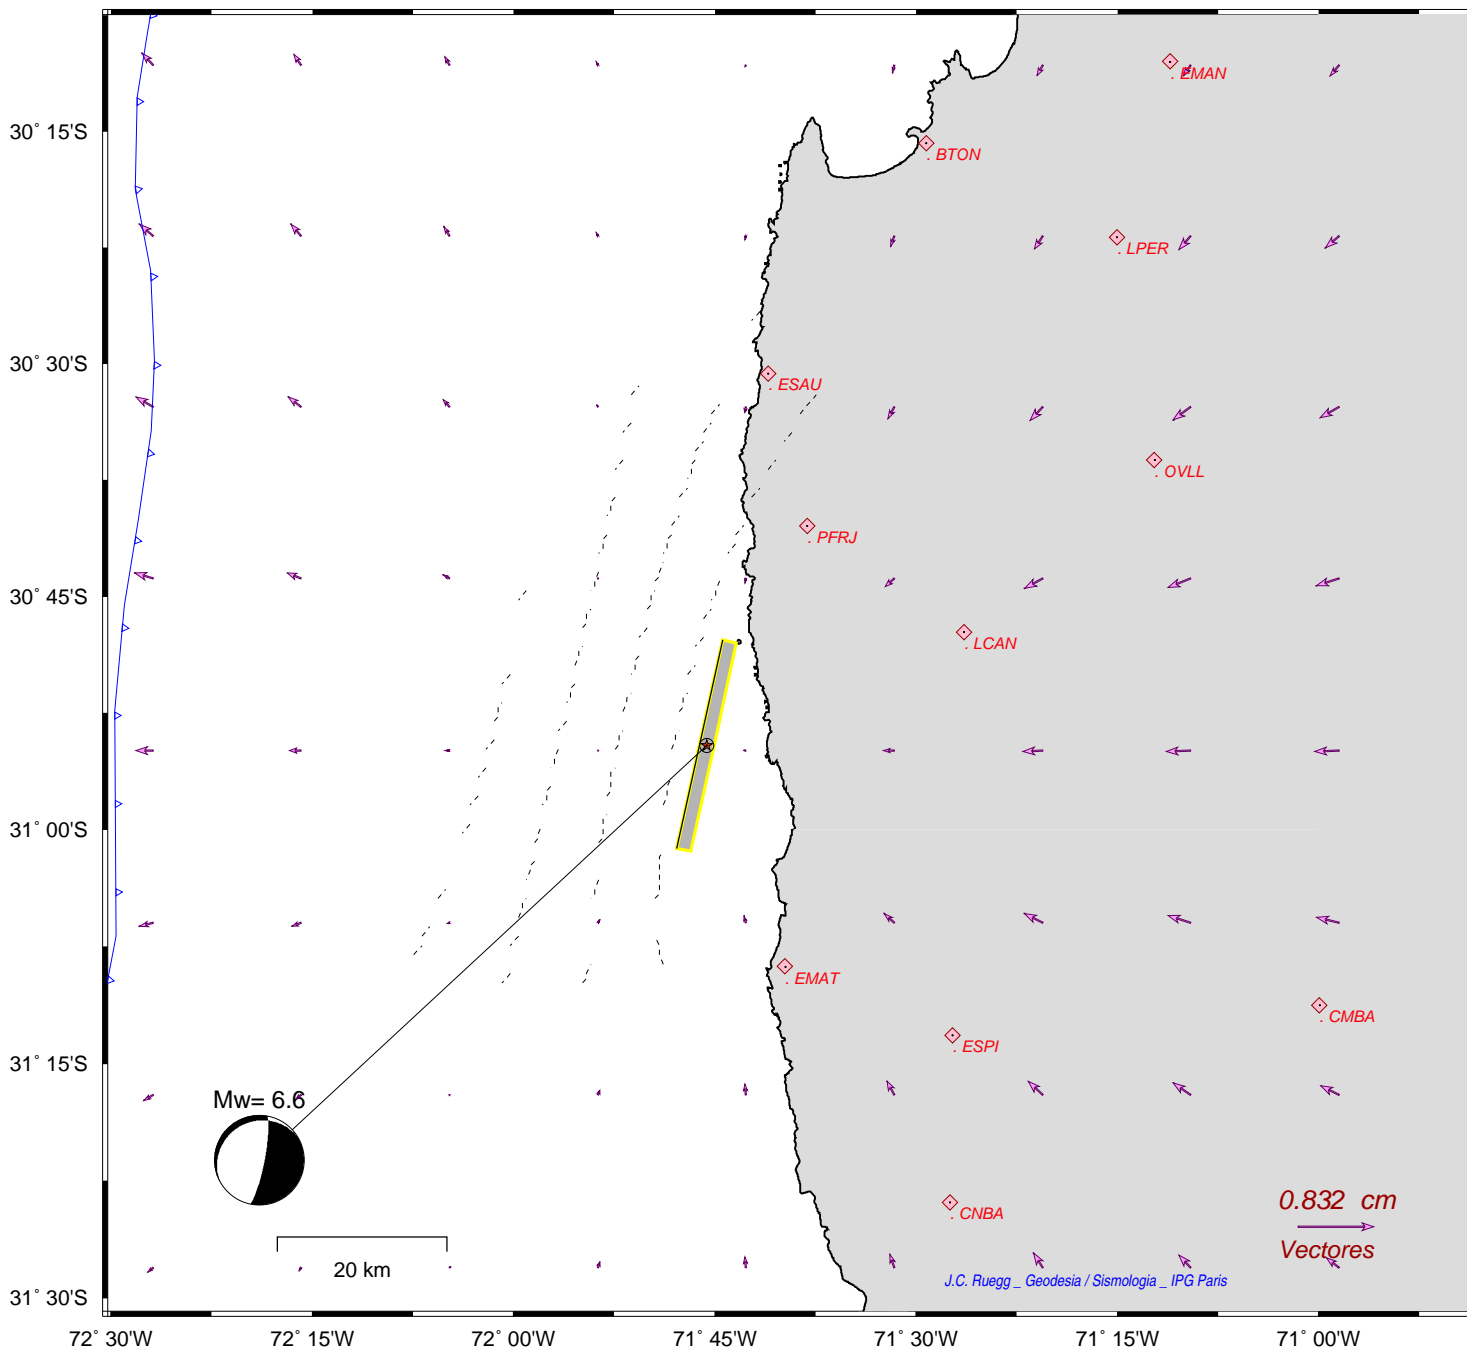 . EMAN
30° 15'S
. BTON
. LPER
30° 30'S
. ESAU
. OVLL
. PFRJ
30° 45'S
. LCAN
31° 00'S
. EMAT
. CMBA
. ESPI
31° 15'S
Mw= 6.6
. CNBA
0.832 cm
Vectores
20 km
J.C. Ruegg _ Geodesia / Sismologia _ IPG Paris
31° 30'S
72° 30'W
72° 15'W
72° 00'W
71° 45'W
71° 30'W
71° 15'W
71° 00'W